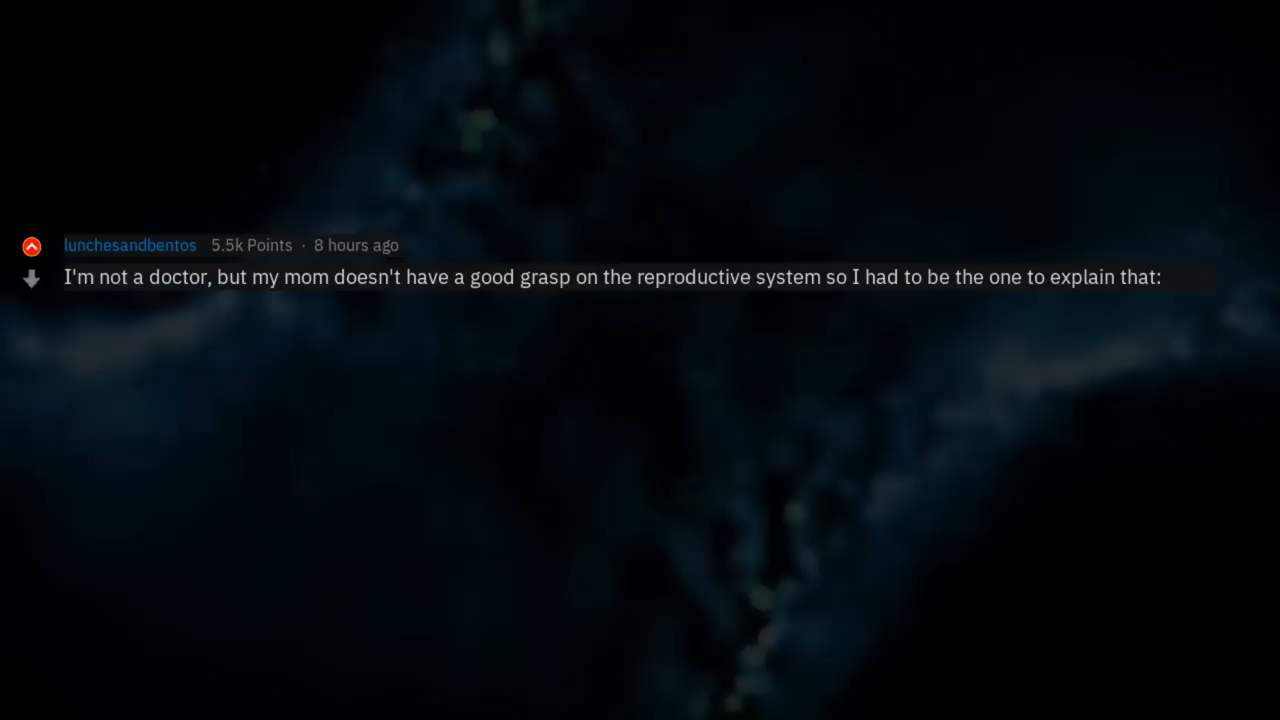 lunchesandbentos 5.5k Points · 8 hours ago
I'm not a doctor, but my mom doesn't have a good grasp on the reproductive system so I had to be the one to explain that: